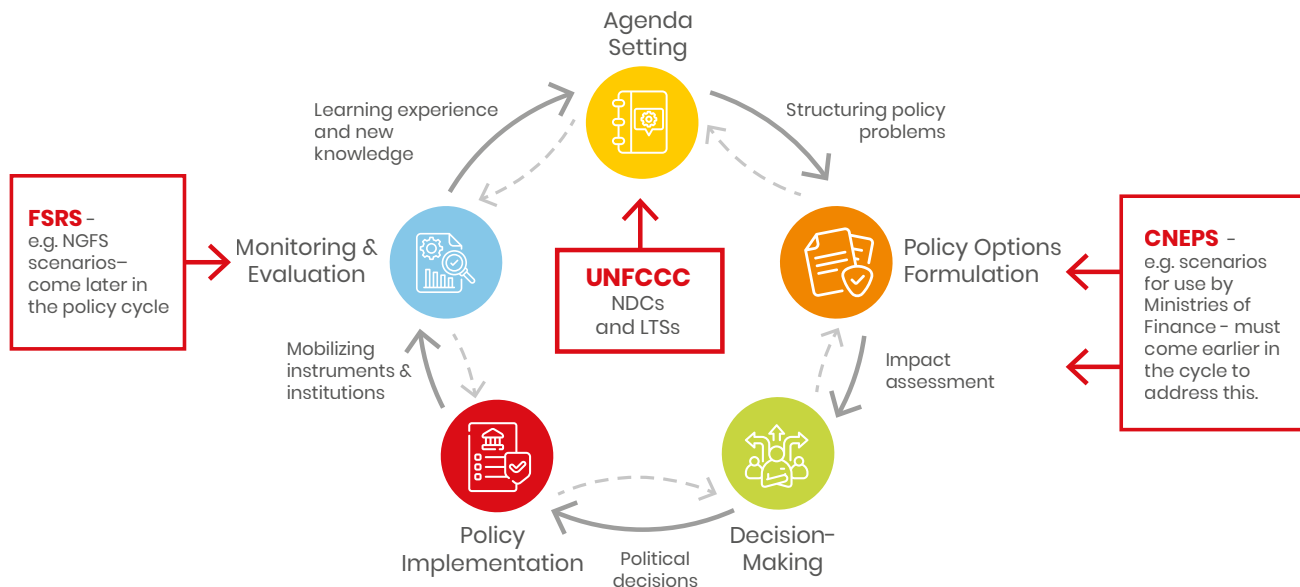 Agenda
Setting
Learning experience
and new
knowledge
Structuring policy
problems
FSRS -
e.g. NGFS
scenarios–
come later in
the policy cycle
Monitoring &
Evaluation
UNFCCC
NDCs
and LTSs
Policy Options
Formulation
CNEPS -
e.g. scenarios
for use by
Ministries of
Finance - must
come earlier in
the cycle to
address this.
Mobilizing
instruments &
institutions
Impact
assessment
Policy
Implementation
Political
decisions
Decision-
Making